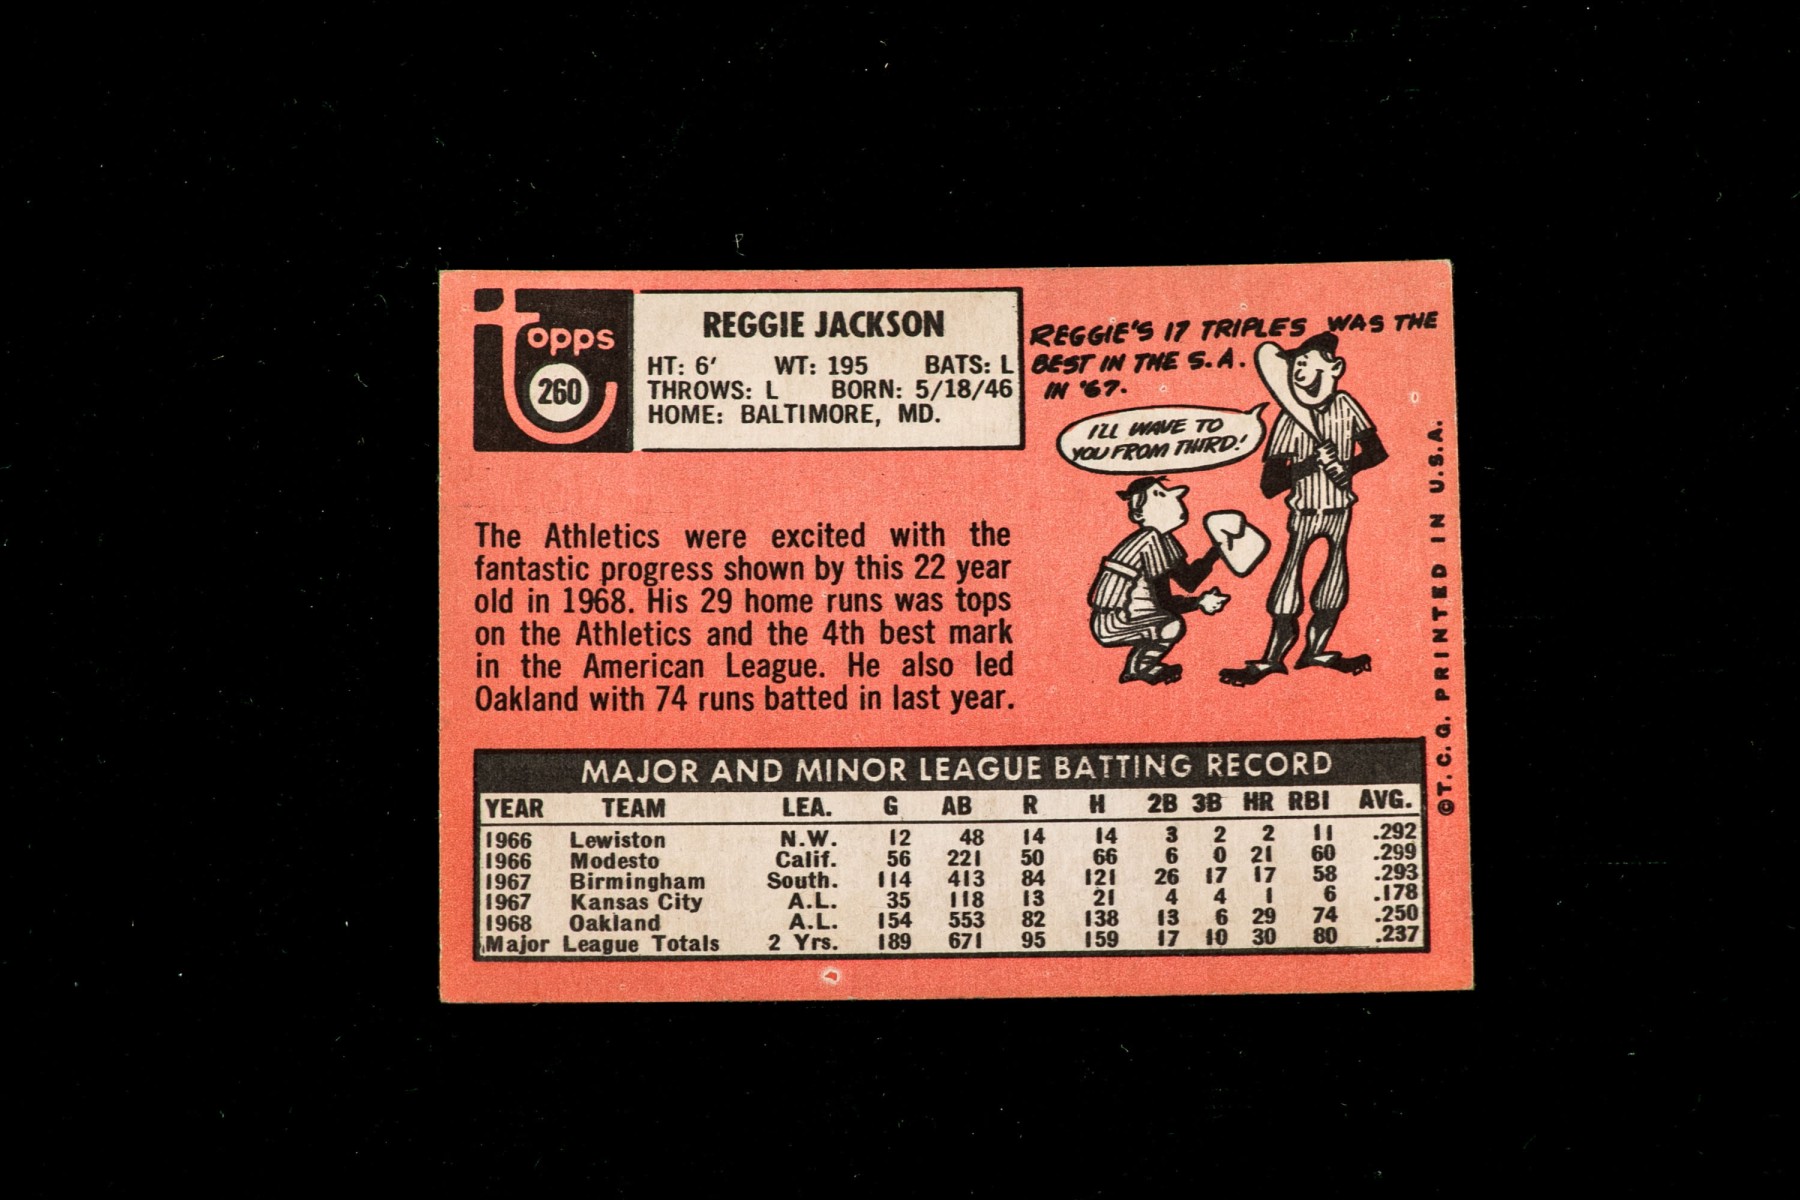 Topps
260
REGGIE JACKSON
HT: 6' WT: 195 BATS: L
THROWS: L BORN: 5/18/46
HOME: BALTIMORE, MD.
REGGIE'S 17 TRIPLES WAS THE
BEST IN THE S.A.
IN '67.
I'LL WAVE TO
YOU FROM THIRD!
The Athletics were excited with the
fantastic progress shown by this 22 year
old in 1968. His 29 home runs was tops
on the Athletics and the 4th best mark
in the American League. He also led
Oakland with 74 runs batted in last year.
MAJOR AND MINOR LEAGUE BATTING RECORD
YEAR TEAM LEA. G AB R H 2B 3B HR RBI AVG.
1966 Lewiston N.W. 12 48 14 14 3 2 2 11 .292
1966 Modesto Calif. 56 221 50 66 6 0 21 60 .299
1967 Birmingham South. 114 413 84 121 26 17 17 58 .293
1967 Kansas City A.L. 35 118 13 21 4 4 1 6 .178
1968 Oakland A.L. 154 553 82 138 13 6 29 74 .250
Major League Totals 2 Yrs. 189 671 95 159 17 10 30 80 .237
©T.C.G. PRINTED IN U.S.A.